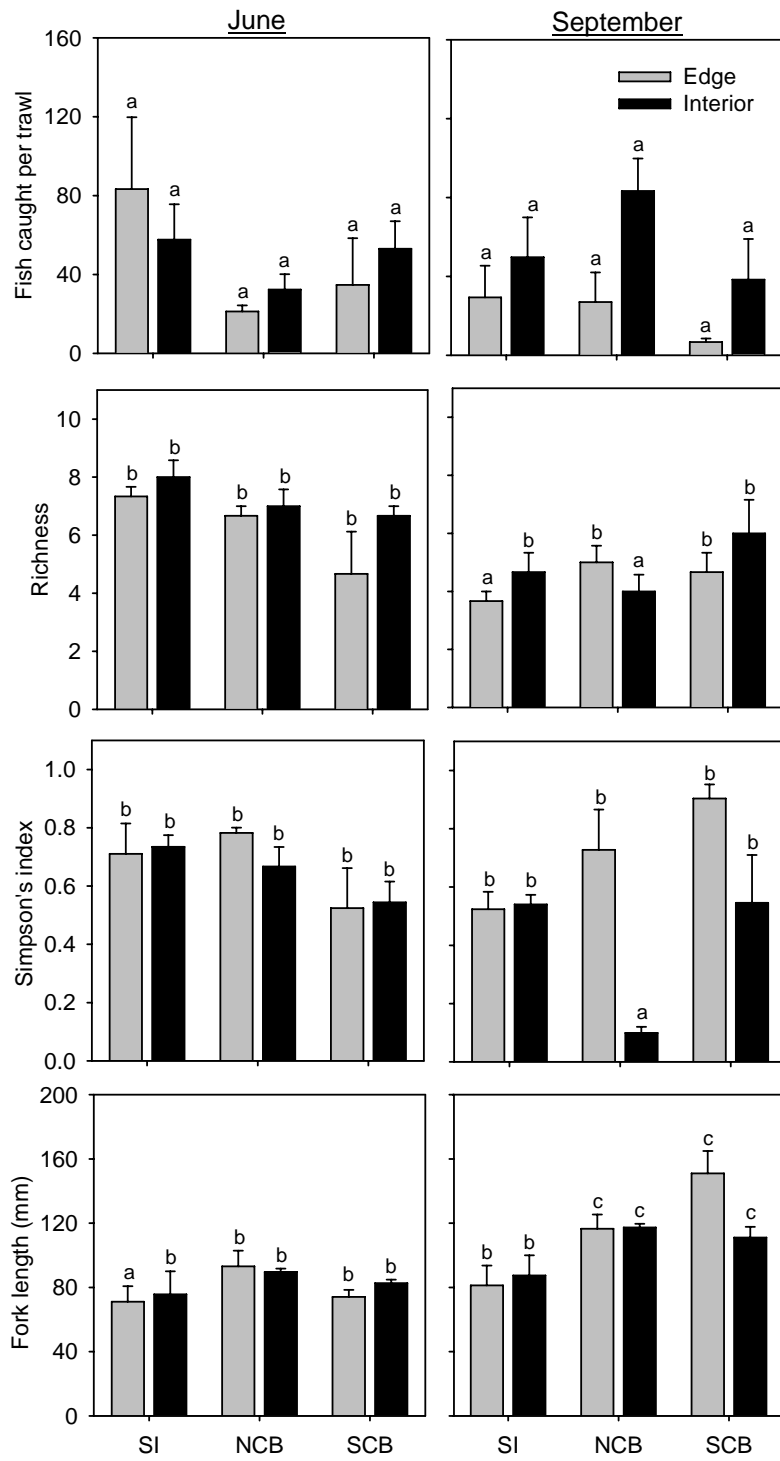 June
September
Fish caught per trawl
160
120
80
40
0
a a a a a a
Edge
Interior
a a a a a a
Richness
10
8
6
4
2
0
b b b b b b
a b b a b b
Simpson's index
1.0
0.8
0.6
0.4
0.2
0.0
b b b b b b
b b b a b b
Fork length (mm)
200
160
120
80
40
0
a b b b b b
b b c c c c
SI NCB SCB
SI NCB SCB